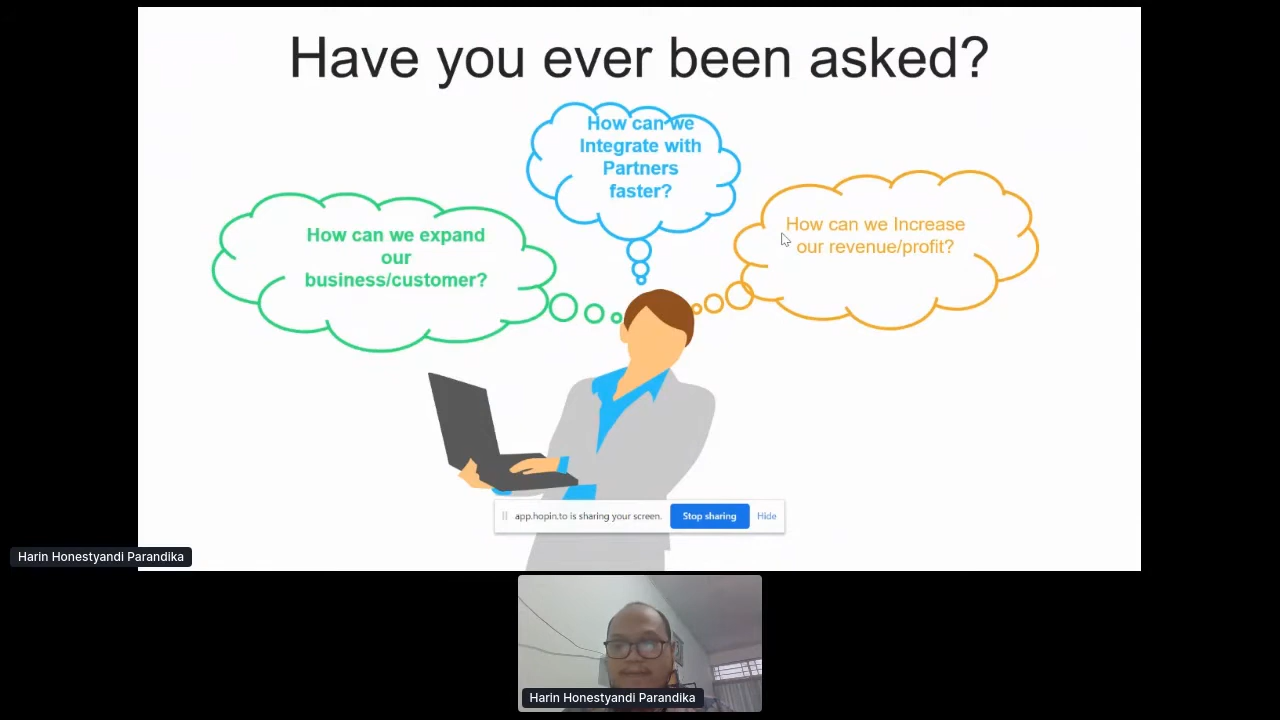 Have you ever been asked?
How can we
Integrate with
Partners
faster?
How can we expand
our
business/customer?
How can we Increase
our revenue/profit?
app.hopin.to is sharing your screen.
Stop sharing
Hide
Harin Honestyandi Parandika
Harin Honestyandi Parandika